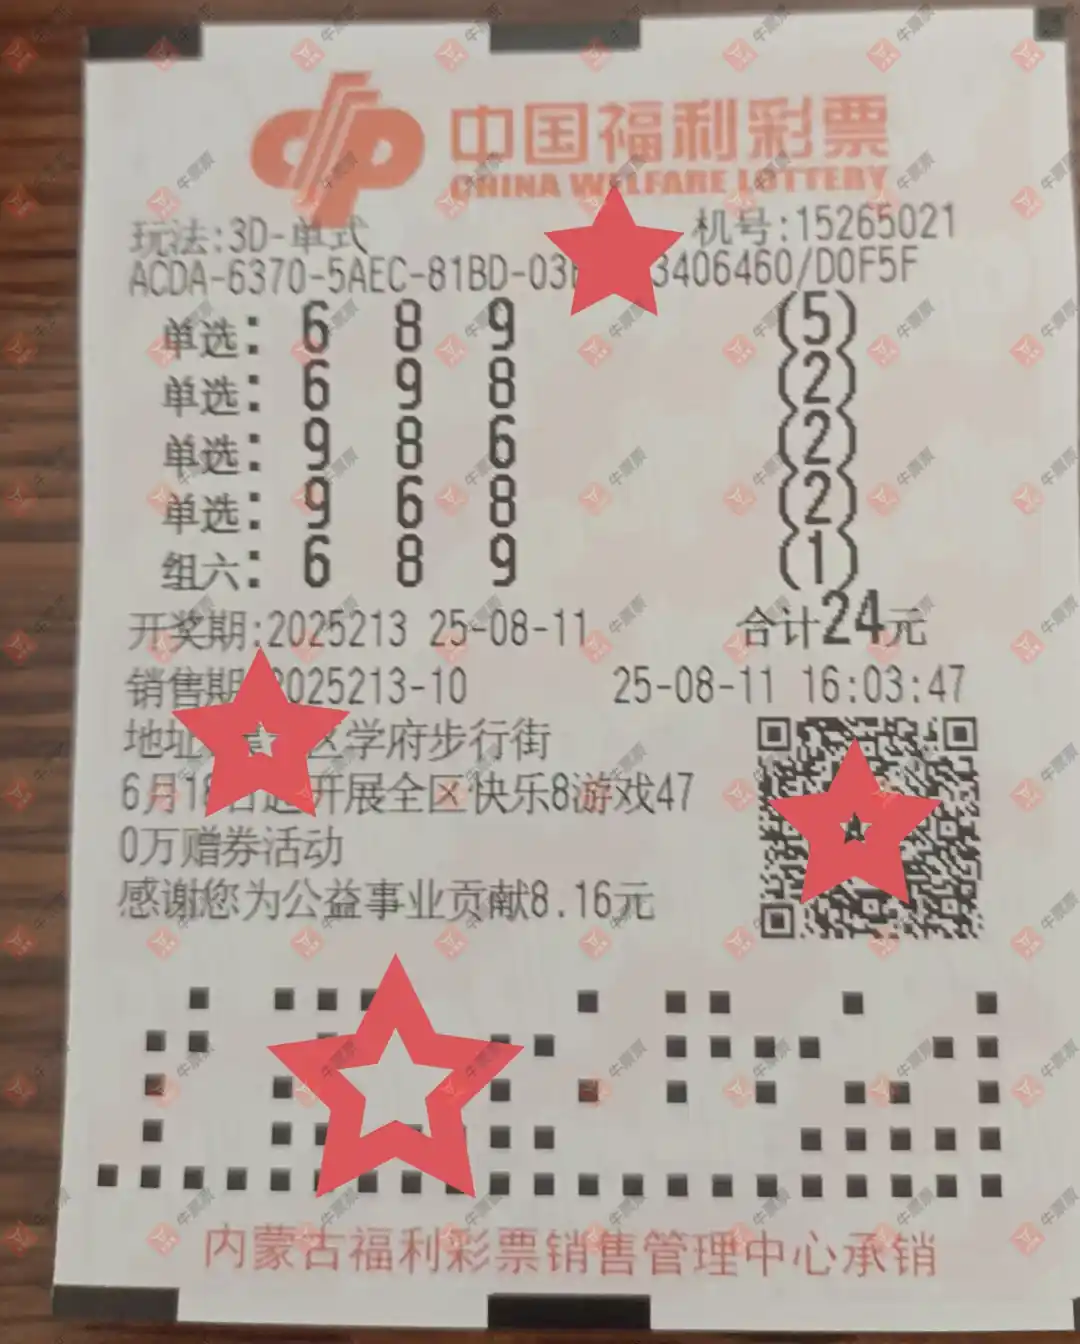 中国福利彩票
CHINA WELFARE LOTTERY
玩法:3D-单式 机号:15265021
ACDA-6370-5AEC-81BD-03 3406460/D0F5F
单选: 6 8 9 (5)
单选: 6 9 8 (2)
单选: 9 8 6 (2)
单选: 9 6 8 (2)
组六: 6 8 9 (1)
开奖期:2025213 25-08-11 合计24元
销售期 2025213-10 25-08-11 16:03:47
地址 区学府步行街
6月18日起开展全区快乐8游戏47
0万赠券活动
感谢您为公益事业贡献8.16元
内蒙古福利彩票销售管理中心承销
牛票票